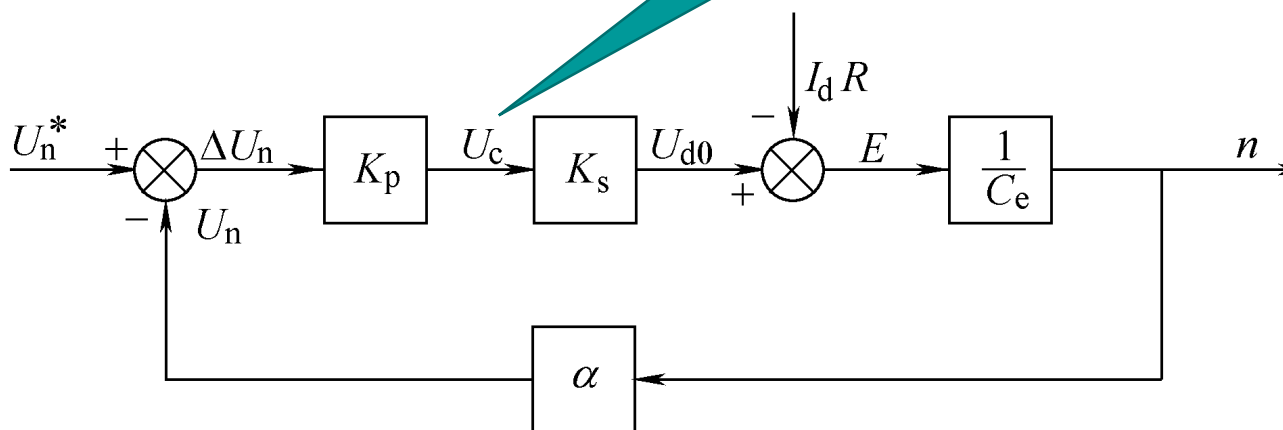 I_d R
U_n^* + ΔU_n K_p U_c K_s U_d0 − + E 1/C_e n
− U_n
α